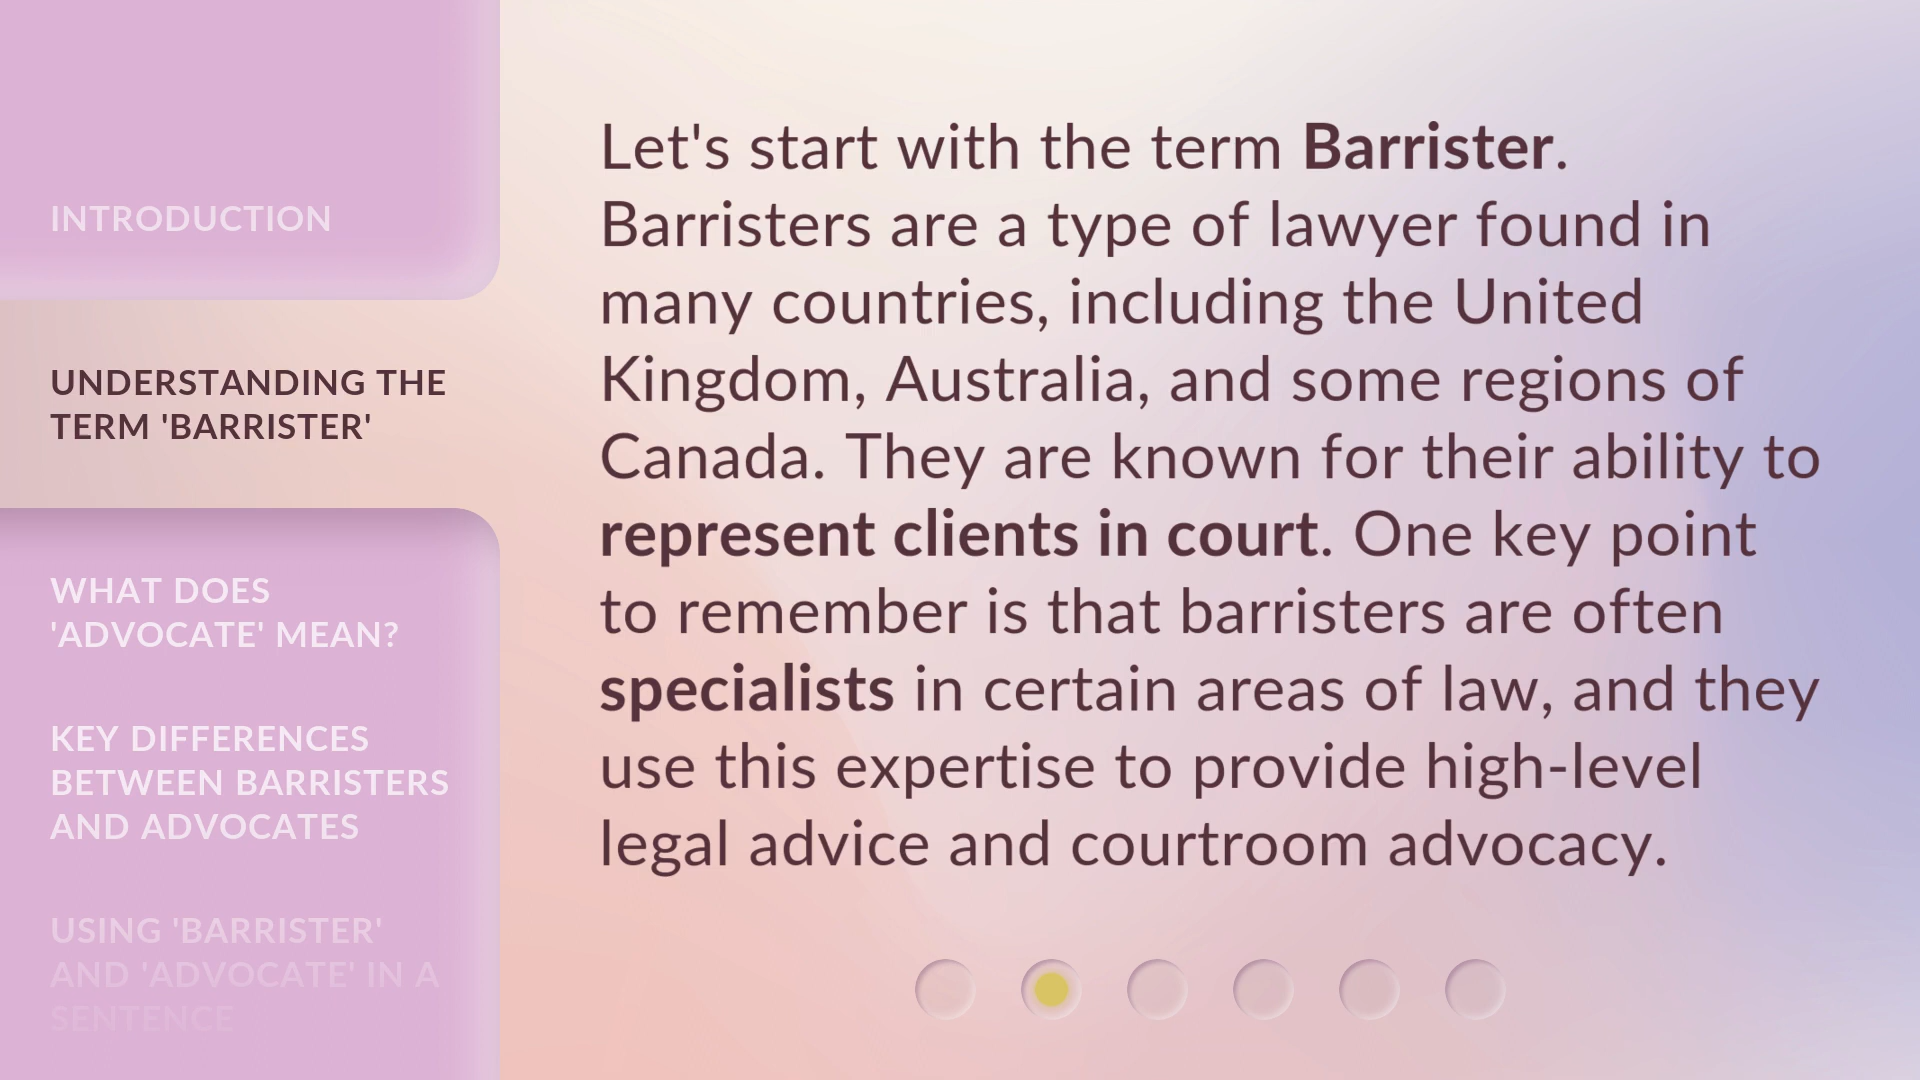 INTRODUCTION
UNDERSTANDING THE
TERM 'BARRISTER'
WHAT DOES
'ADVOCATE' MEAN?
KEY DIFFERENCES
BETWEEN BARRISTERS
AND ADVOCATES
USING 'BARRISTER'
AND 'ADVOCATE' IN A
SENTENCE
Let's start with the term Barrister.
Barristers are a type of lawyer found in
many countries, including the United
Kingdom, Australia, and some regions of
Canada. They are known for their ability to
represent clients in court. One key point
to remember is that barristers are often
specialists in certain areas of law, and they
use this expertise to provide high-level
legal advice and courtroom advocacy.